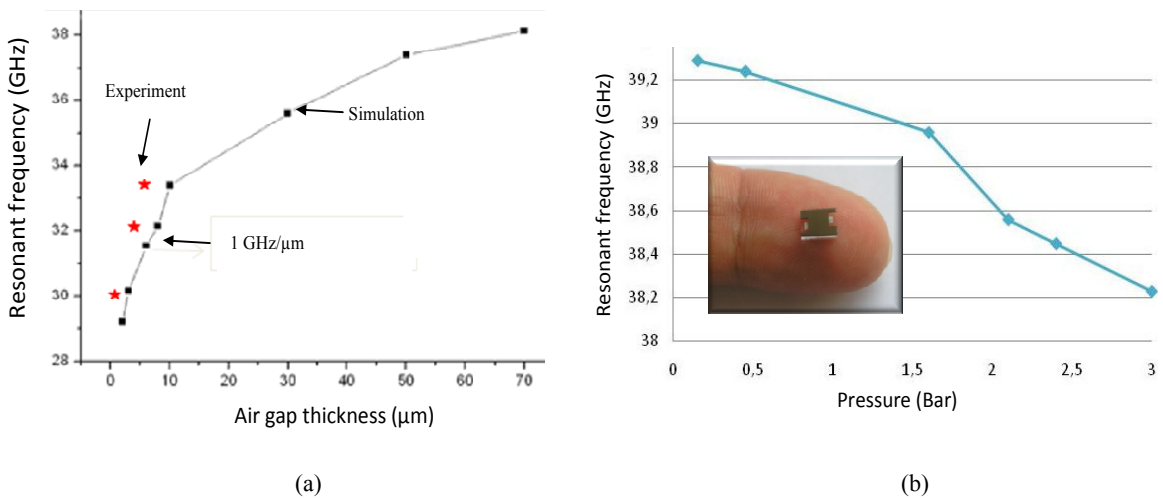 Resonant frequency (GHz)
38
36
34
32
30
28
Experiment
Simulation
1 GHz/µm
0
10
20
30
40
50
60
70
Air gap thickness (µm)
(a)
(b)
Resonant frequency (GHz)
39,2
39
38,8
38,6
38,4
38,2
38
0
0,5
1
1,5
2
2,5
3
Pressure (Bar)
(b)